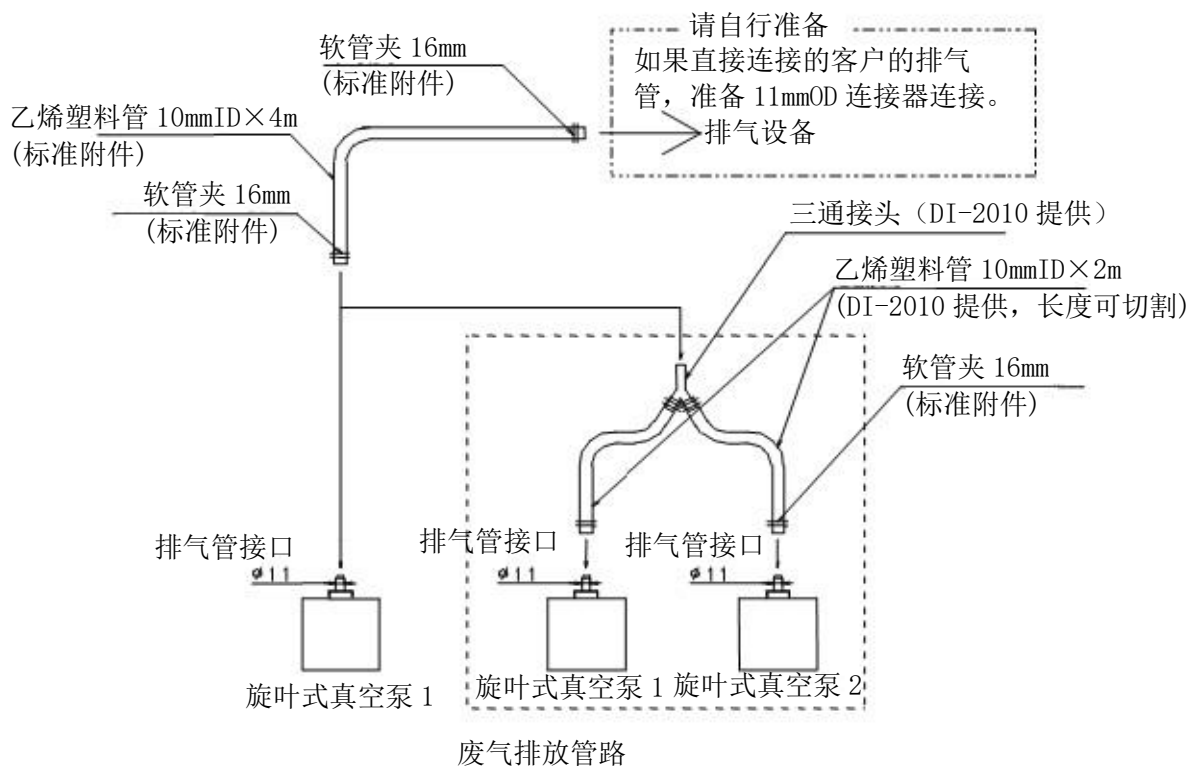 请自行准备
如果直接连接的客户的排气
管，准备 11mmOD 连接器连接。
排气设备
软管夹 16mm
(标准附件)
乙烯塑料管 10mmID×4m
(标准附件)
软管夹 16mm
(标准附件)
三通接头（DI-2010 提供）
乙烯塑料管 10mmID×2m
(DI-2010 提供，长度可切割)
软管夹 16mm
(标准附件)
排气管接口
ø11
旋叶式真空泵 1
排气管接口
ø11
旋叶式真空泵 1
排气管接口
ø11
旋叶式真空泵 2
废气排放管路